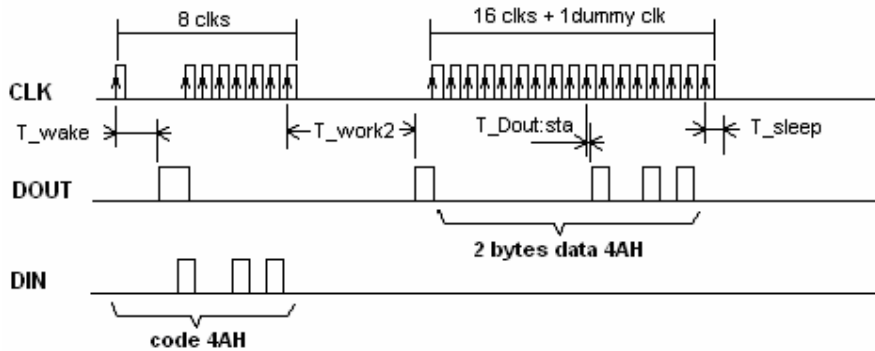 8 clks
16 clks + 1dummy clk
CLK
T_wake
T_work2
T_Dout:sta
T_sleep
DOUT
2 bytes data 4AH
DIN
code 4AH